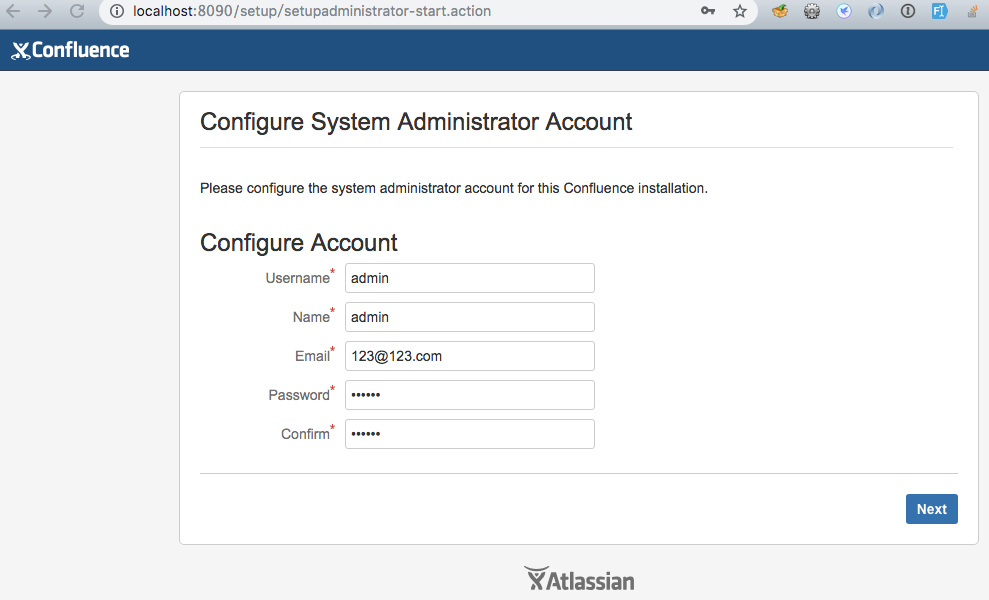 localhost:8090/setup/setupadministrator-start.action
Confluence
Configure System Administrator Account
Please configure the system administrator account for this Confluence installation.
Configure Account
Username* admin
Name* admin
Email* 123@123.com
Password* ••••••
Confirm* ••••••
Next
Atlassian